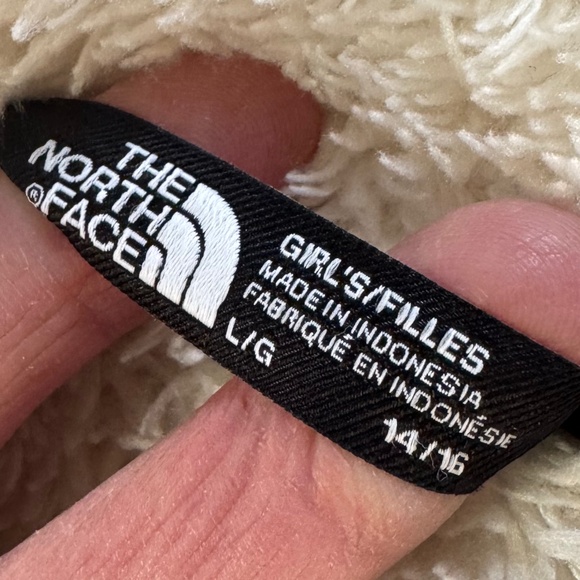 THE
NORTH
FACE®
L/G
GIRL'S/FILLES
MADE IN INDONESIA
FABRIQUÉ EN INDONÉSIE
14/16